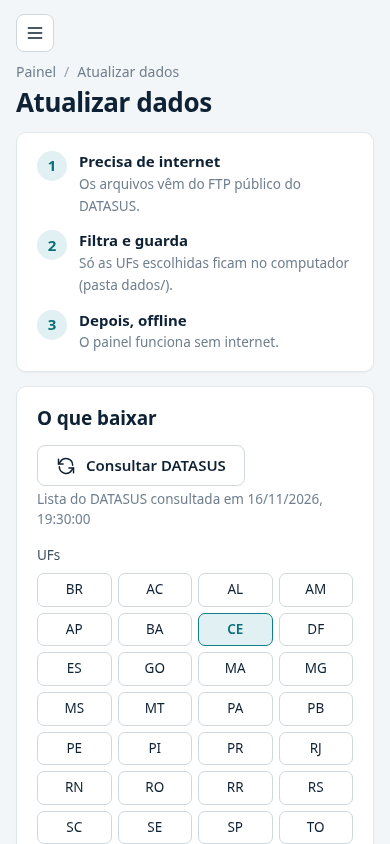 Painel / Atualizar dados
Atualizar dados
1 Precisa de internet
Os arquivos vêm do FTP público do
DATASUS.
2 Filtra e guarda
Só as UFs escolhidas ficam no computador
(pasta dados/).
3 Depois, offline
O painel funciona sem internet.
O que baixar
Consultar DATASUS
Lista do DATASUS consultada em 16/11/2026,
19:30:00
UFs
BR AC AL AM
AP BA CE DF
ES GO MA MG
MS MT PA PB
PE PI PR RJ
RN RO RR RS
SC SE SP TO